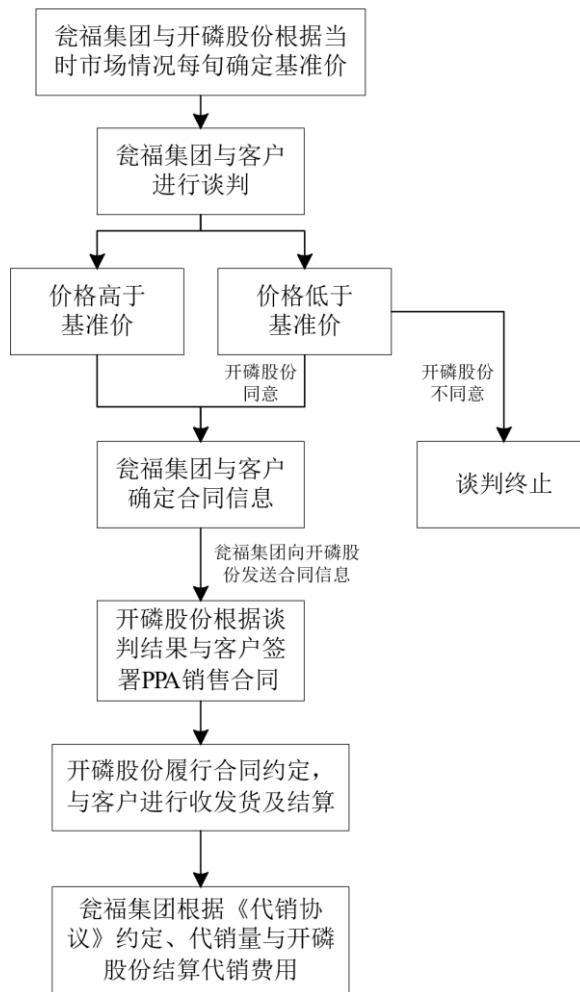 瓮福集团与开磷股份根据当
时市场情况每旬确定基准价
瓮福集团与客户
进行谈判
价格高于
基准价
价格低于
基准价
开磷股份
同意
开磷股份
不同意
瓮福集团与客户
确定合同信息
谈判终止
瓮福集团向开磷股
份发送合同信息
开磷股份根据谈
判结果与客户签
署PPA销售合同
开磷股份履行合同约定，
与客户进行收发货及结算
瓮福集团根据《代销协
议》约定、代销量与开磷
股份结算代销费用